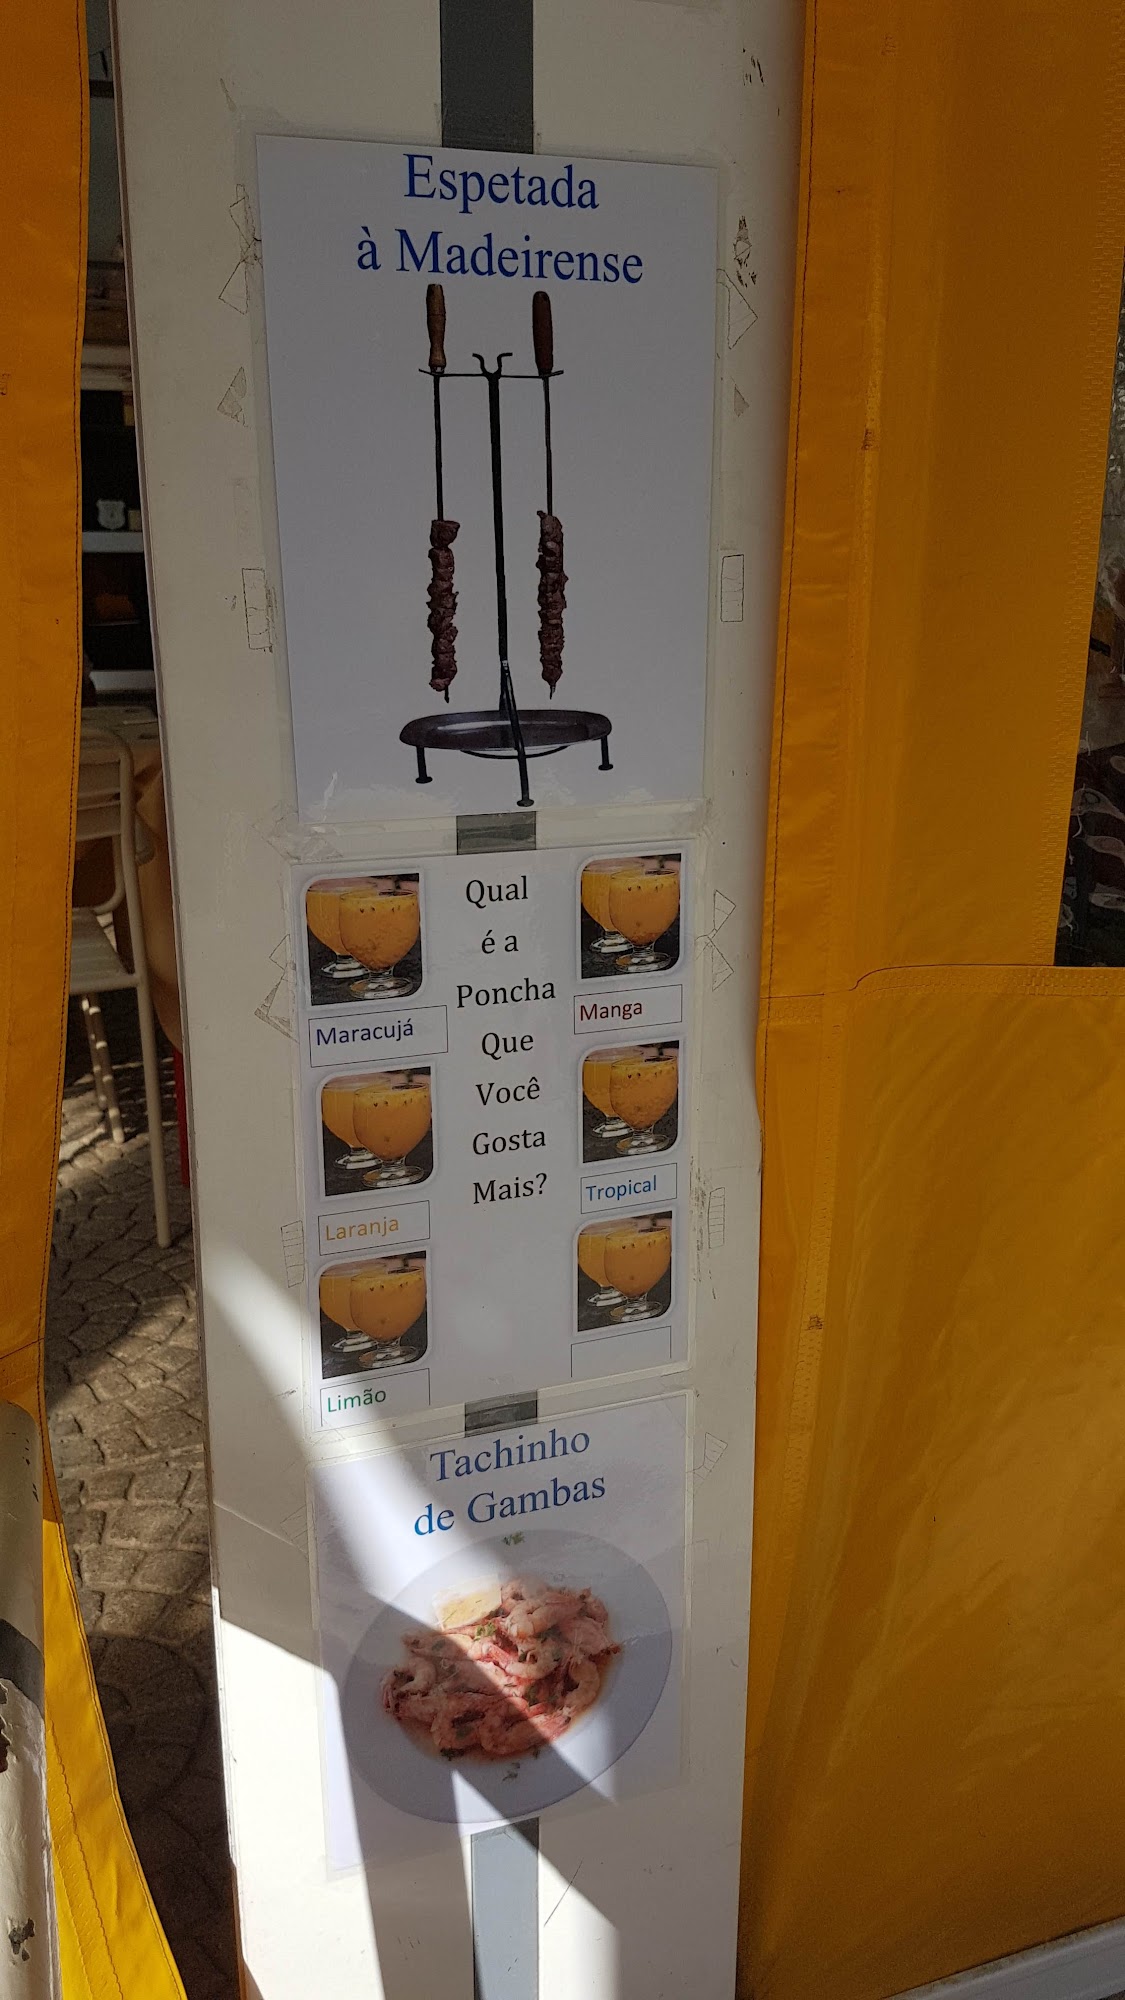 Espetada
à Madeirense
Qual
é a
Poncha
Que
Você
Gosta
Mais?
Maracujá
Manga
Laranja
Tropical
Limão
Tachinho
de Gambas